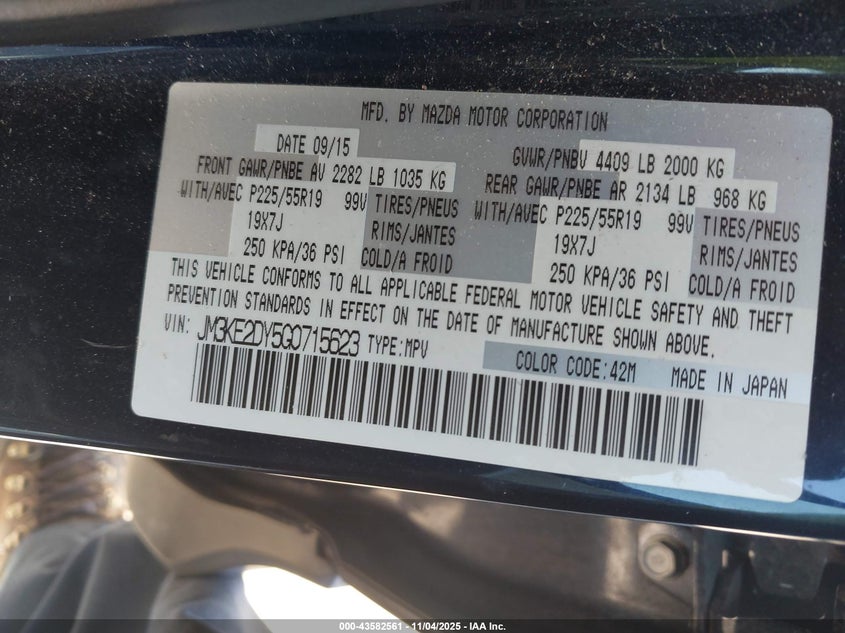 MFD. BY MAZDA MOTOR CORPORATION
DATE 09/15 GVWR/PNBV 4409 LB 2000 KG
FRONT GAWR/PNBE AV 2282 LB 1035 KG REAR GAWR/PNBE AR 2134 LB 968 KG
WITH/AVEC P225/55R19 99V TIRES/PNEUS WITH/AVEC P225/55R19 99V TIRES/PNEUS
19X7J RIMS/JANTES 19X7J RIMS/JANTES
250 KPA/36 PSI COLD/A FROID 250 KPA/36 PSI COLD/A FROID
THIS VEHICLE CONFORMS TO ALL APPLICABLE FEDERAL MOTOR VEHICLE SAFETY AND THEFT
PREVENTION STANDARDS IN EFFECT ON THE DATE OF MANUFACTURE SHOWN ABOVE.
VIN: JM3KE2DY5G0715623 TYPE:MPV
COLOR CODE:42M MADE IN JAPAN
000-43582561 - 11/04/2025 - IAA Inc.